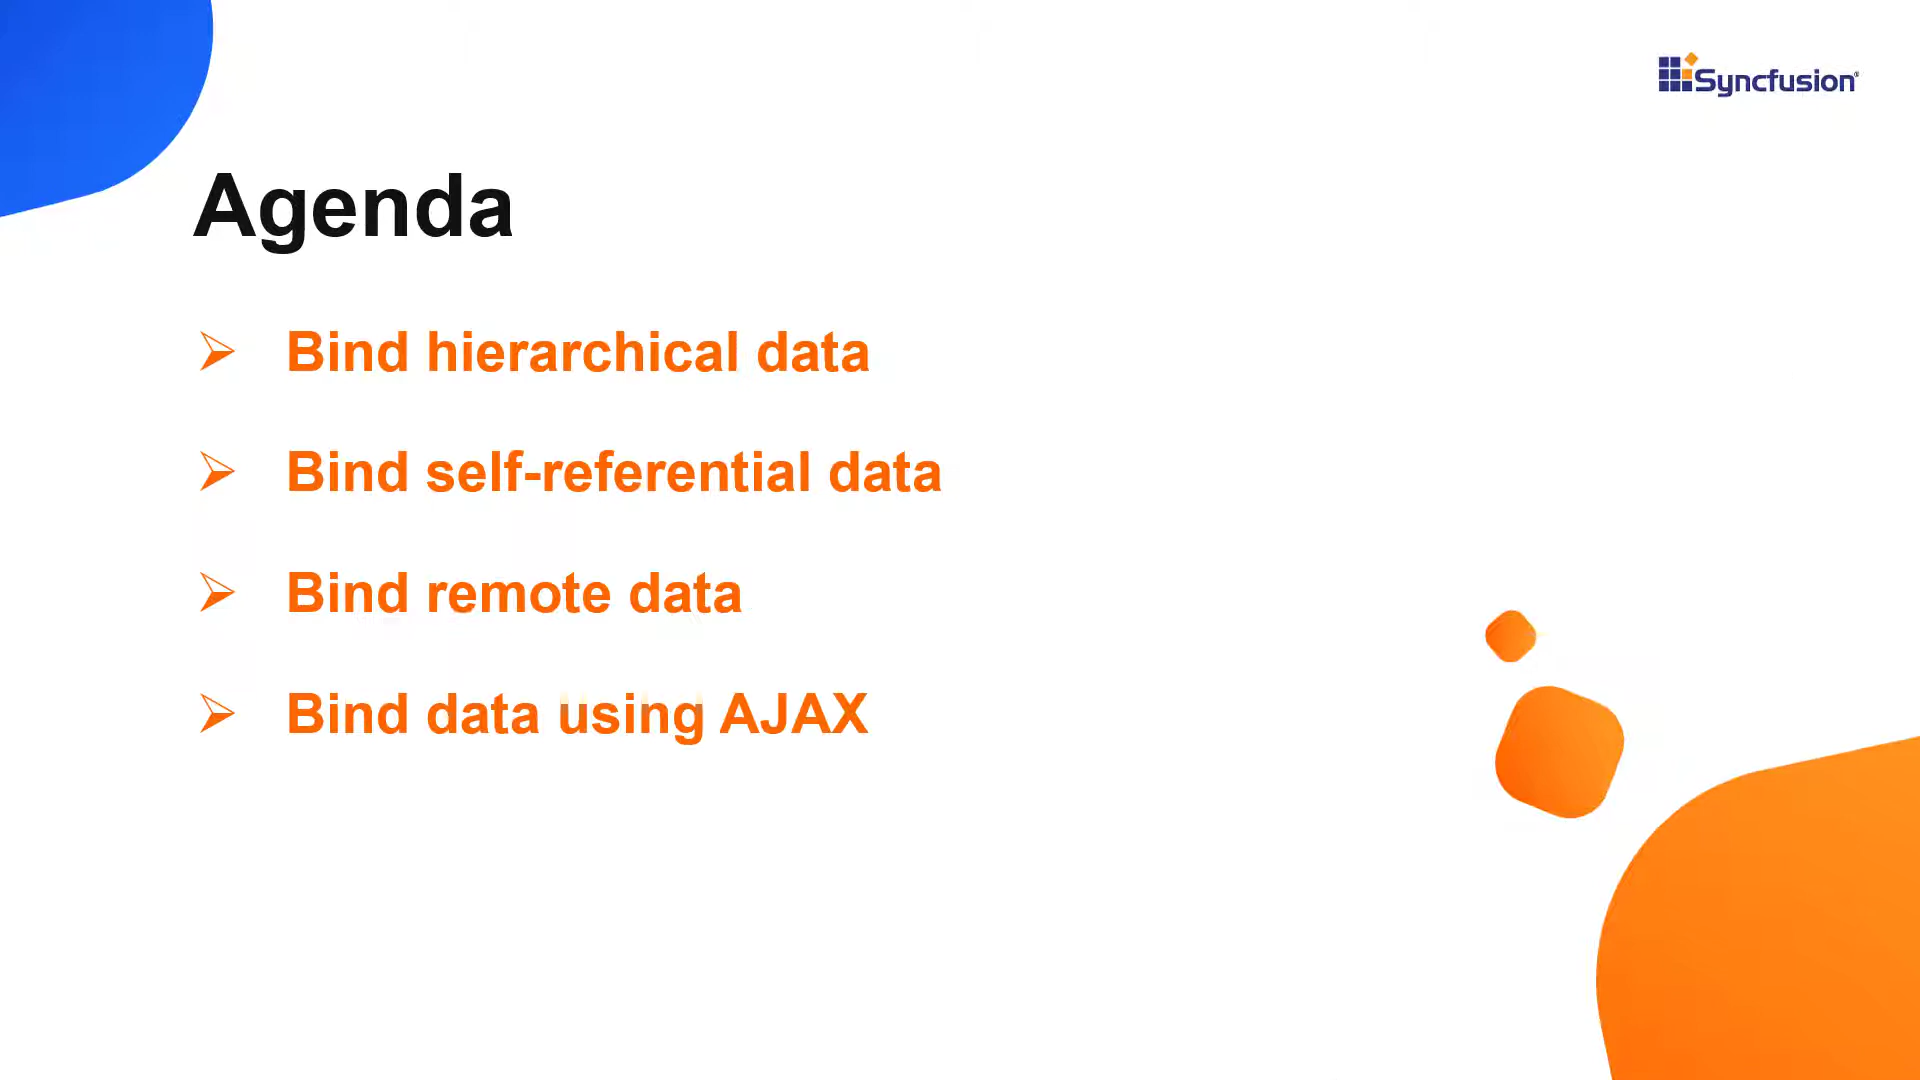 Syncfusion
Agenda
Bind hierarchical data
Bind self-referential data
Bind remote data
Bind data using AJAX